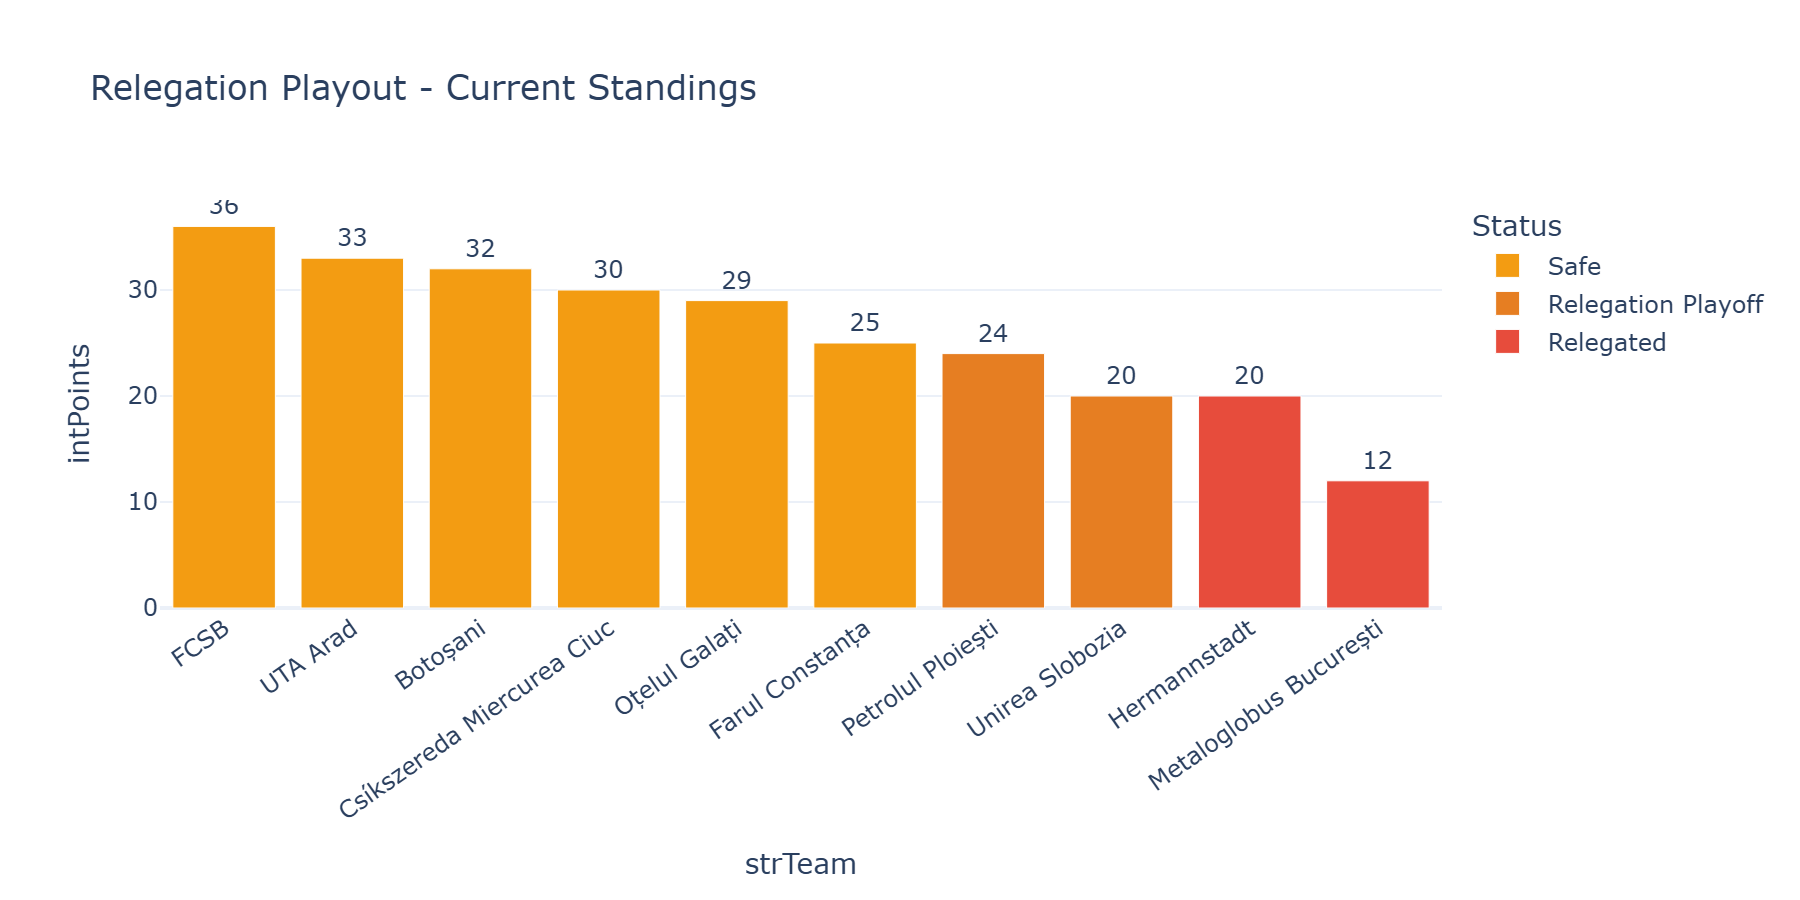 Relegation Playout - Current Standings
36
33
32
30
29
25
24
20
20
12
30
20
10
0
intPoints
FCSB
UTA Arad
Botoșani
Csíkszereda Miercurea Ciuc
Oțelul Galați
Farul Constanța
Petrolul Ploiești
Unirea Slobozia
Hermannstadt
Metaloglobus București
strTeam
Status
Safe
Relegation Playoff
Relegated